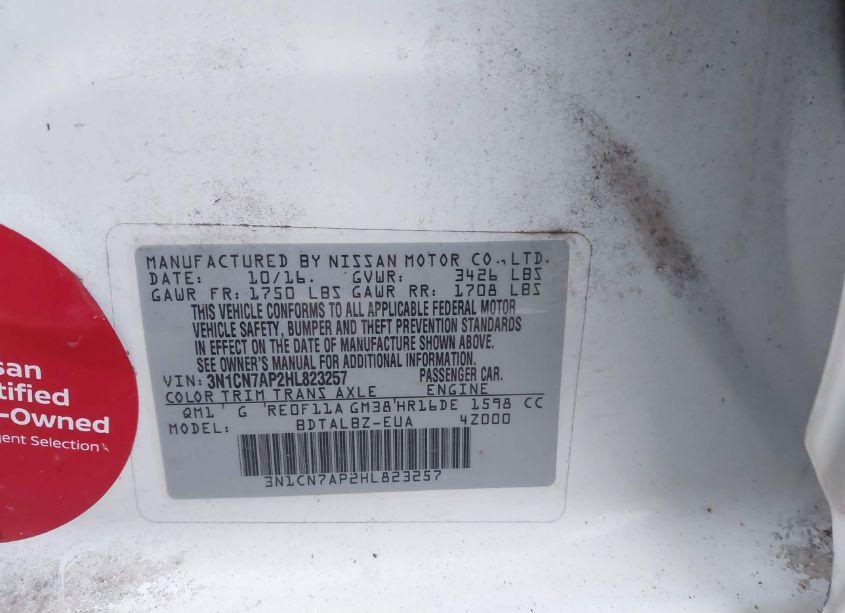 MANUFACTURED BY NISSAN MOTOR CO.,LTD.
DATE: 10/16. GVWR: 3426 LBS
GAWR FR: 1750 LBS GAWR RR: 1708 LBS
THIS VEHICLE CONFORMS TO ALL APPLICABLE FEDERAL MOTOR
VEHICLE SAFETY, BUMPER AND THEFT PREVENTION STANDARDS
IN EFFECT ON THE DATE OF MANUFACTURE SHOWN ABOVE.
SEE OWNER'S MANUAL FOR ADDITIONAL INFORMATION.
VIN: 3N1CN7AP2HL823257 PASSENGER CAR.
COLOR TRIM TRANS AXLE ENGINE
QM1 G RE0F11A GM38 HR16DE 1598 CC
MODEL: BDTALBZ-EUA 4Z000
3N1CN7AP2HL823257
san
tified
-Owned
gent Selection